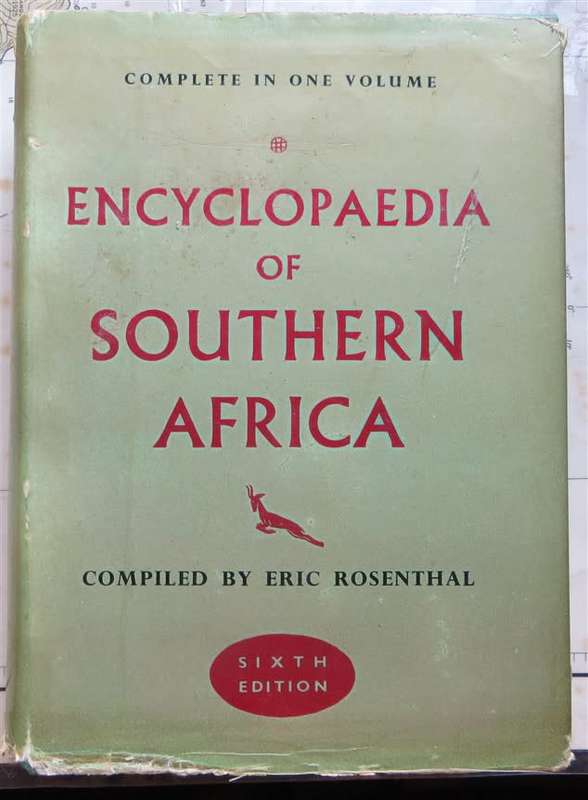 COMPLETE IN ONE VOLUME
ENCYCLOPAEDIA
OF
SOUTHERN
AFRICA
COMPILED BY ERIC ROSENTHAL
SIXTH
EDITION